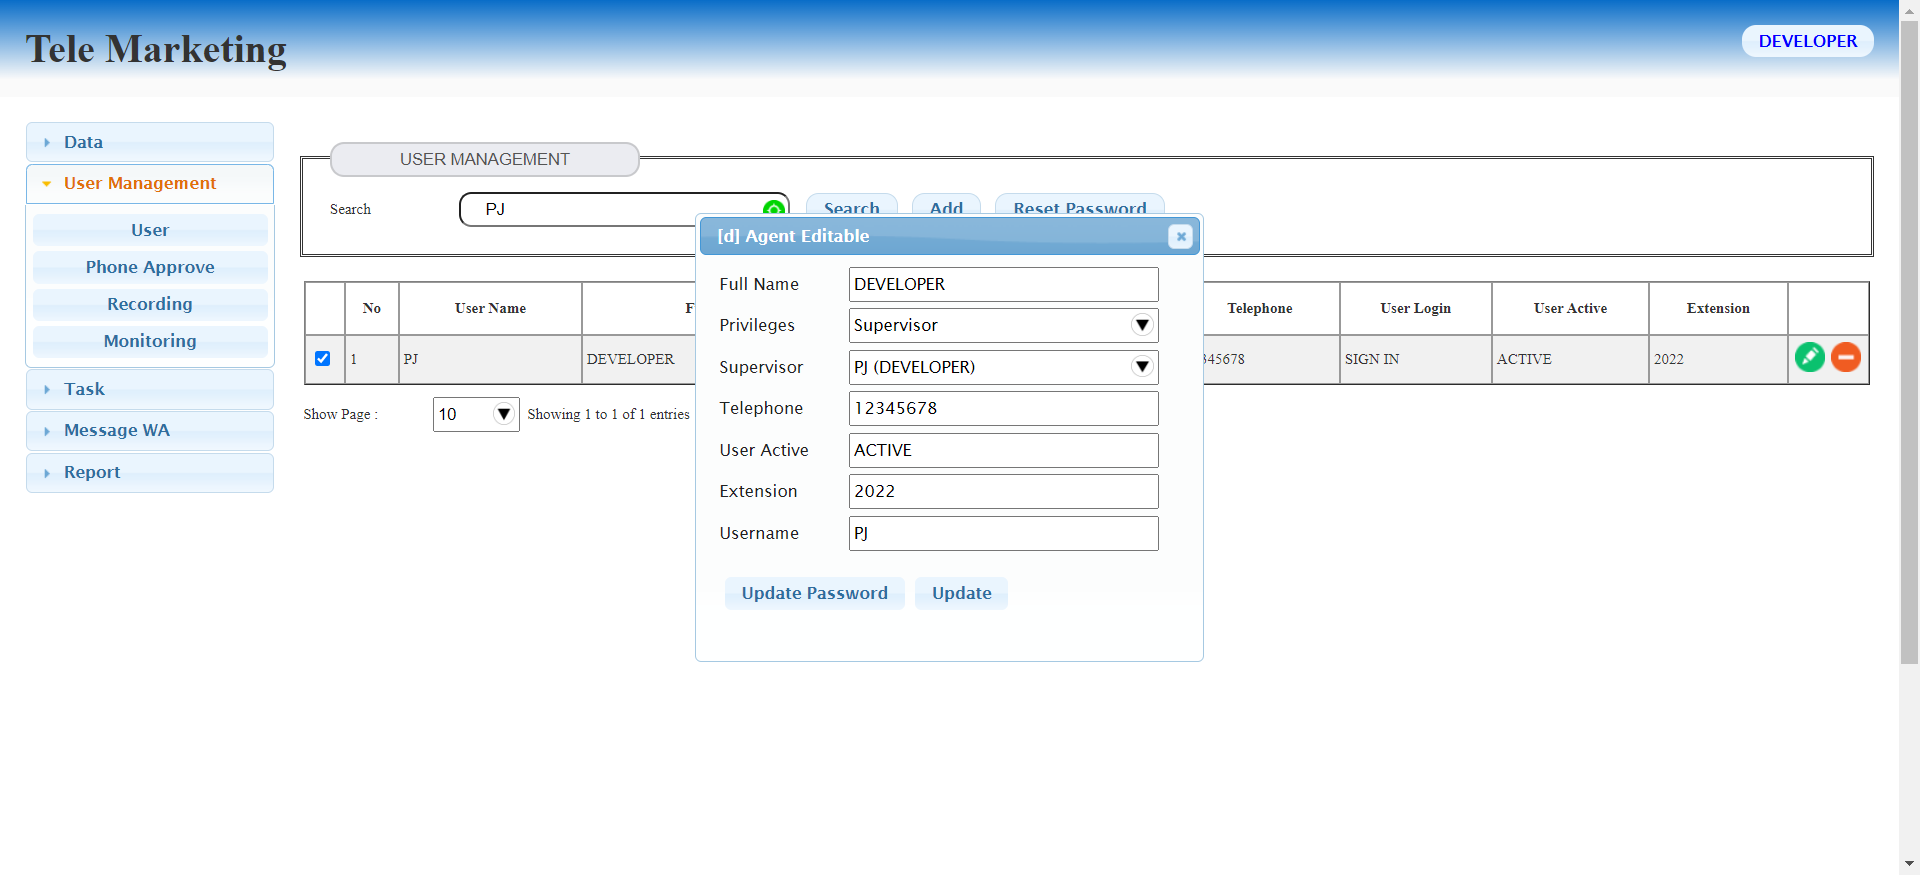 Tele Marketing
DEVELOPER
Data
User Management
User
Phone Approve
Recording
Monitoring
Task
Message WA
Report
USER MANAGEMENT
Search PJ Search Add Reset Password
No User Name F Telephone User Login User Active Extension
1 PJ DEVELOPER 345678 SIGN IN ACTIVE 2022
Show Page : 10 Showing 1 to 1 of 1 entries
[d] Agent Editable
Full Name DEVELOPER
Privileges Supervisor
Supervisor PJ (DEVELOPER)
Telephone 12345678
User Active ACTIVE
Extension 2022
Username PJ
Update Password Update